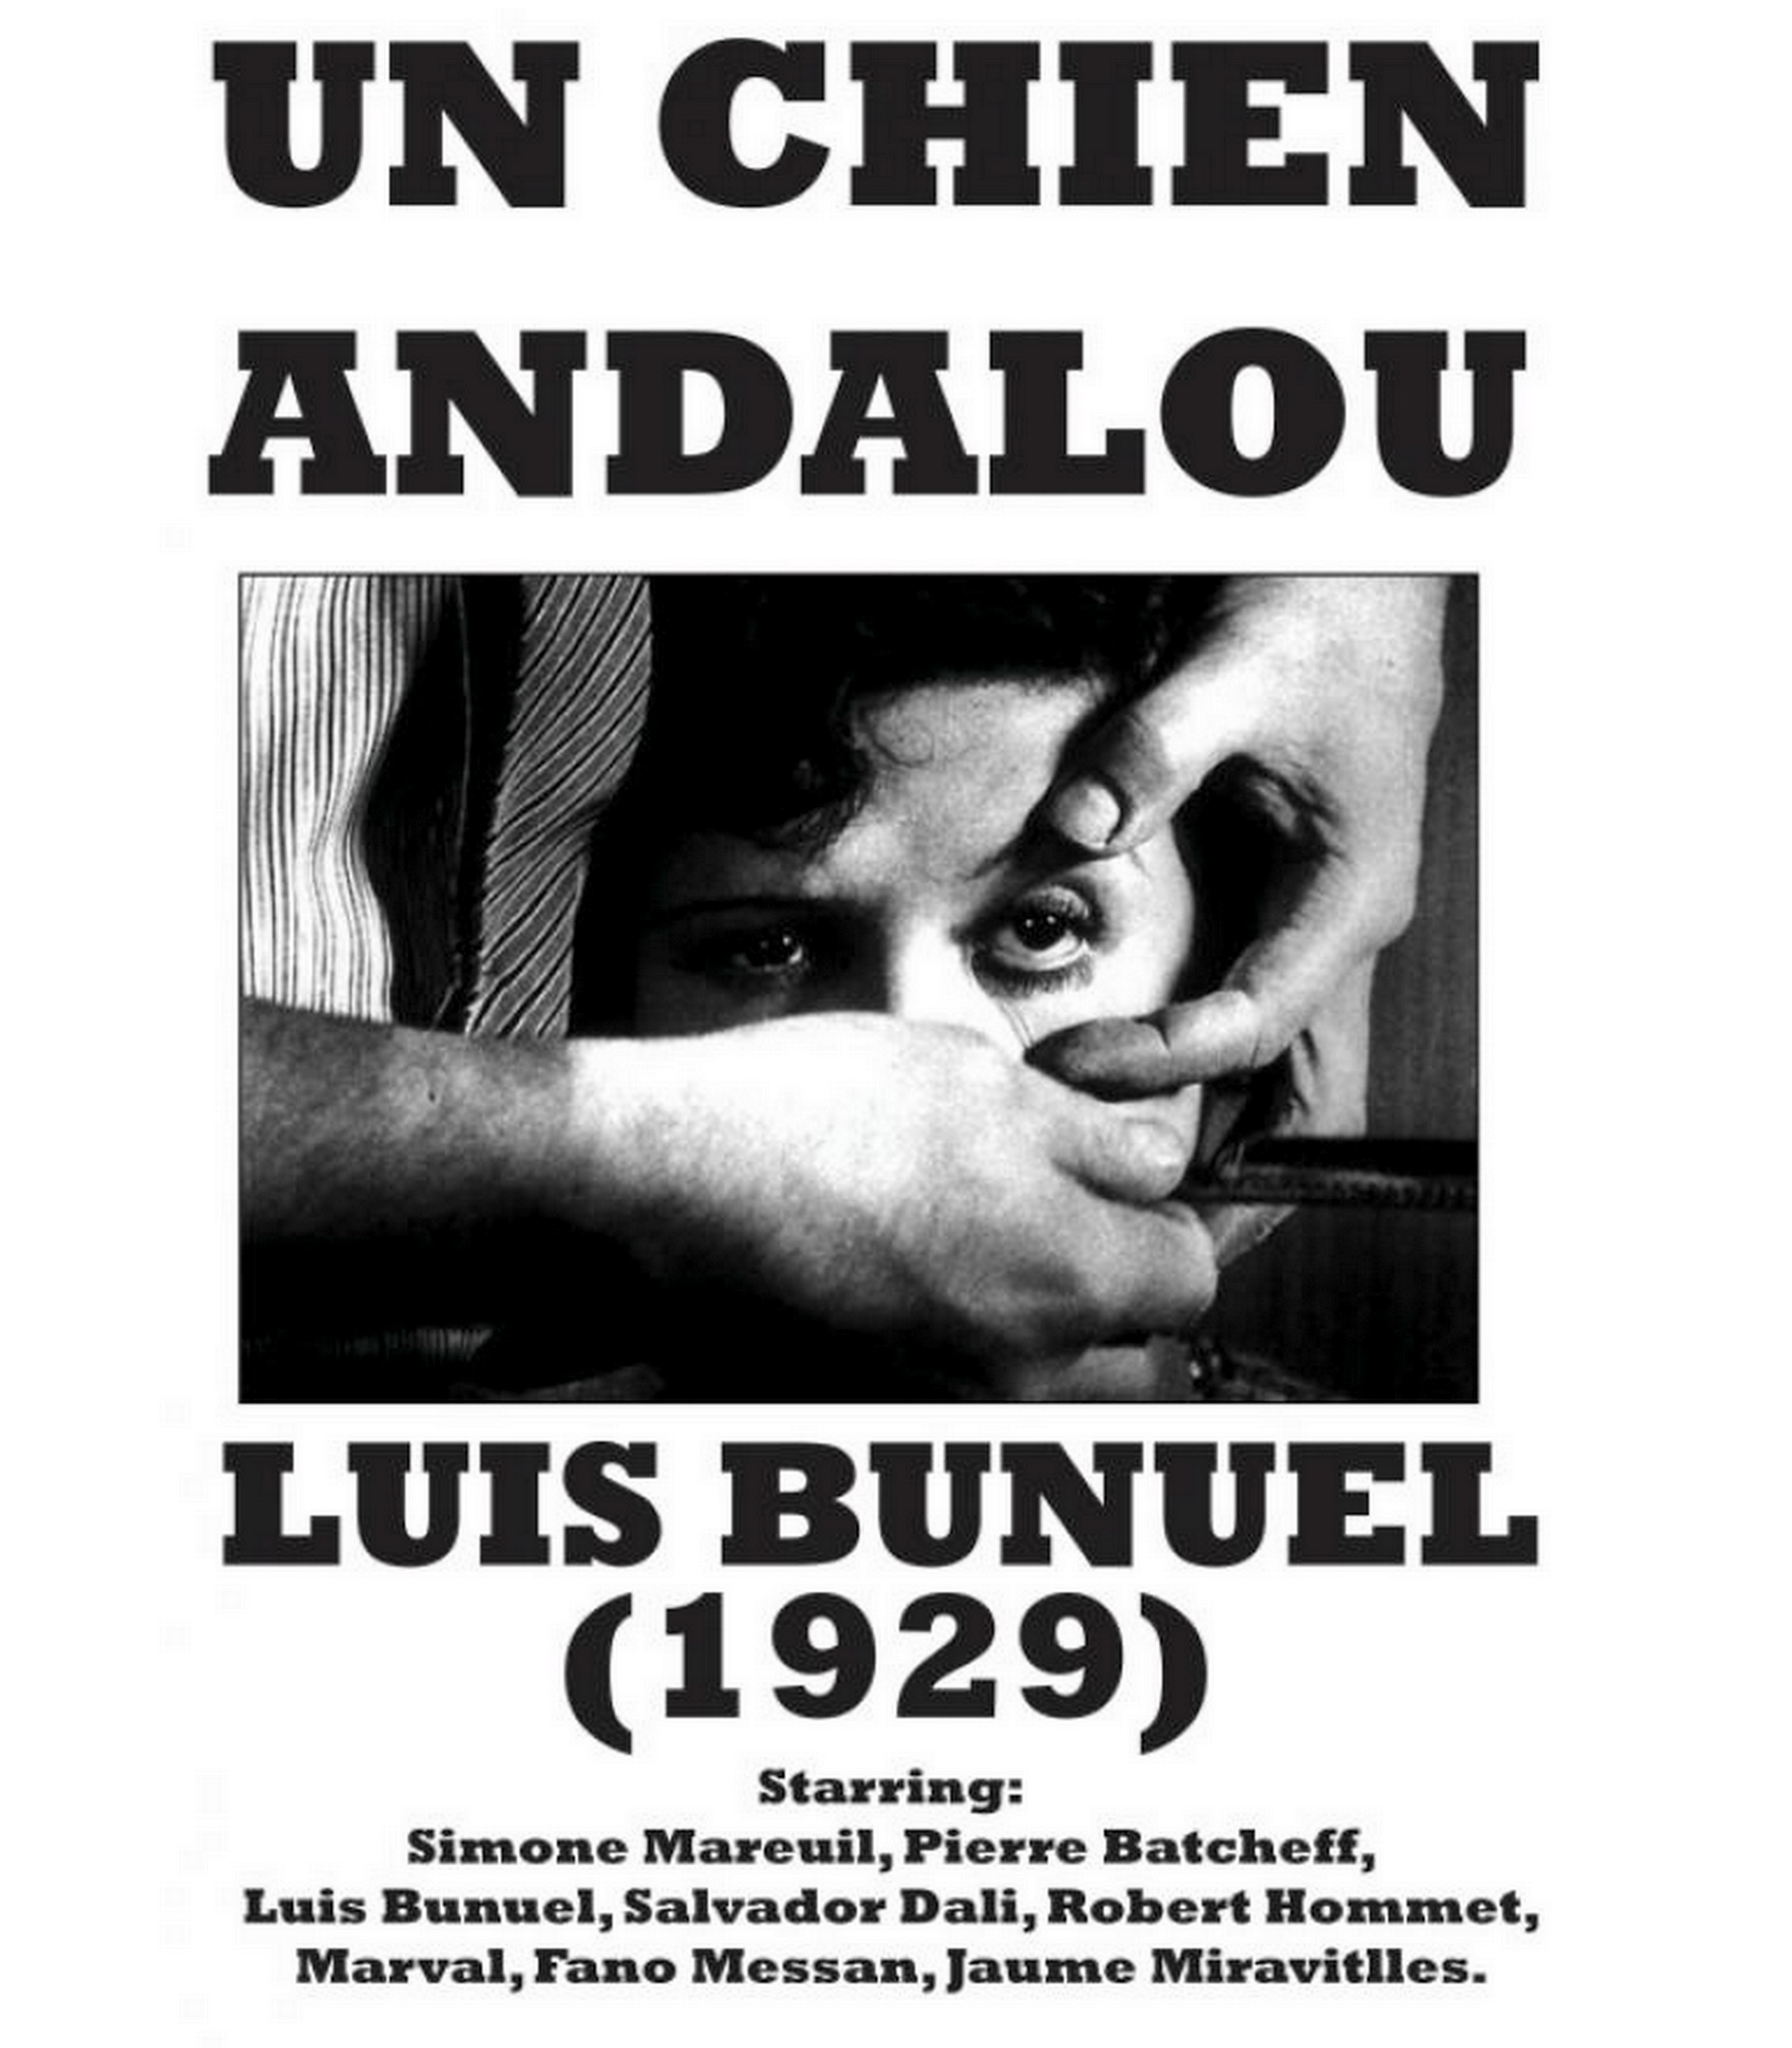 UN CHIEN
ANDALOU
LUIS BUNUEL
(1929)
Starring:
Simone Mareuil, Pierre Batcheff,
Luis Bunuel, Salvador Dali, Robert Hommet,
Marval, Fano Messan, Jaume Miravitlles.